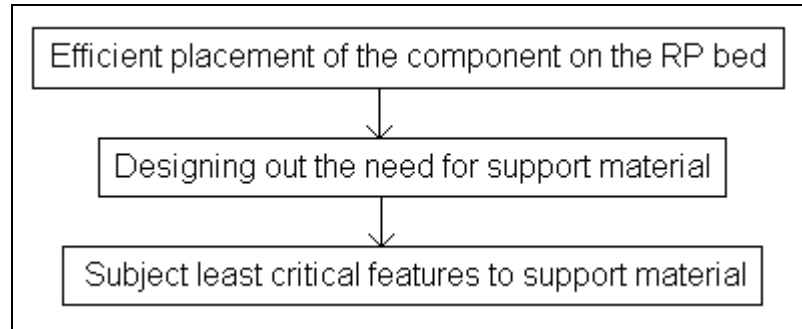 Efficient placement of the component on the RP bed
Designing out the need for support material
Subject least critical features to support material